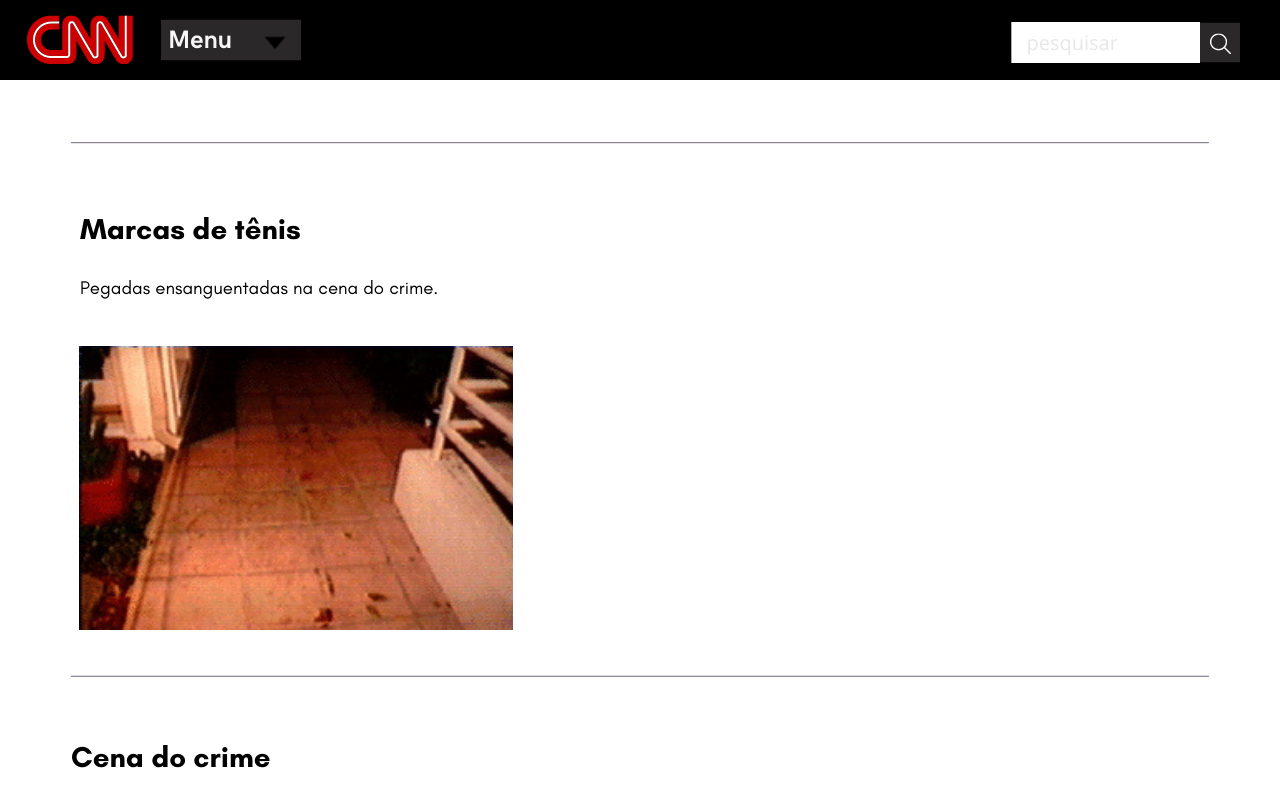 CNN
Menu
pesquisar
Marcas de tênis
Pegadas ensanguentadas na cena do crime.
Cena do crime